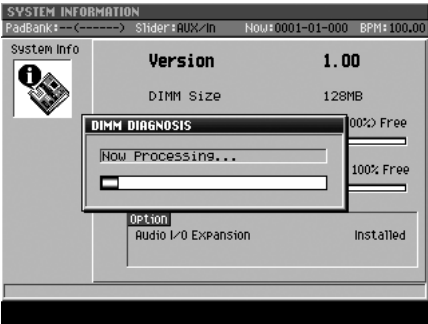 SYSTEM INFORMATION
PadBank:--(------) Slider:AUX/In Now:0001-01-000 BPM:100.00
System Info
Version 1.00
DIMM Size 128MB
00%) Free
DIMM DIAGNOSIS
Now Processing...
100% Free
Option
Audio I/O Expansion Installed